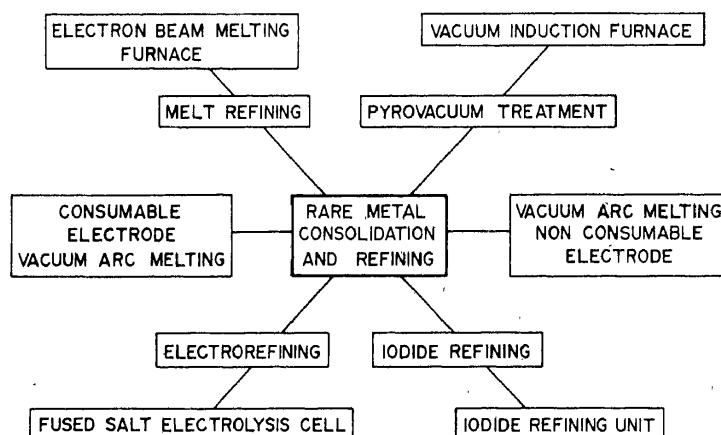 ELECTRON BEAM MELTING
FURNACE
VACUUM INDUCTION FURNACE
MELT REFINING
PYROVACUUM TREATMENT
CONSUMABLE
ELECTRODE
VACUUM ARC MELTING
RARE METAL
CONSOLIDATION
AND REFINING
VACUUM ARC MELTING
NON CONSUMABLE
ELECTRODE
ELECTROREFINING
IODIDE REFINING
FUSED SALT ELECTROLYSIS CELL
IODIDE REFINING UNIT